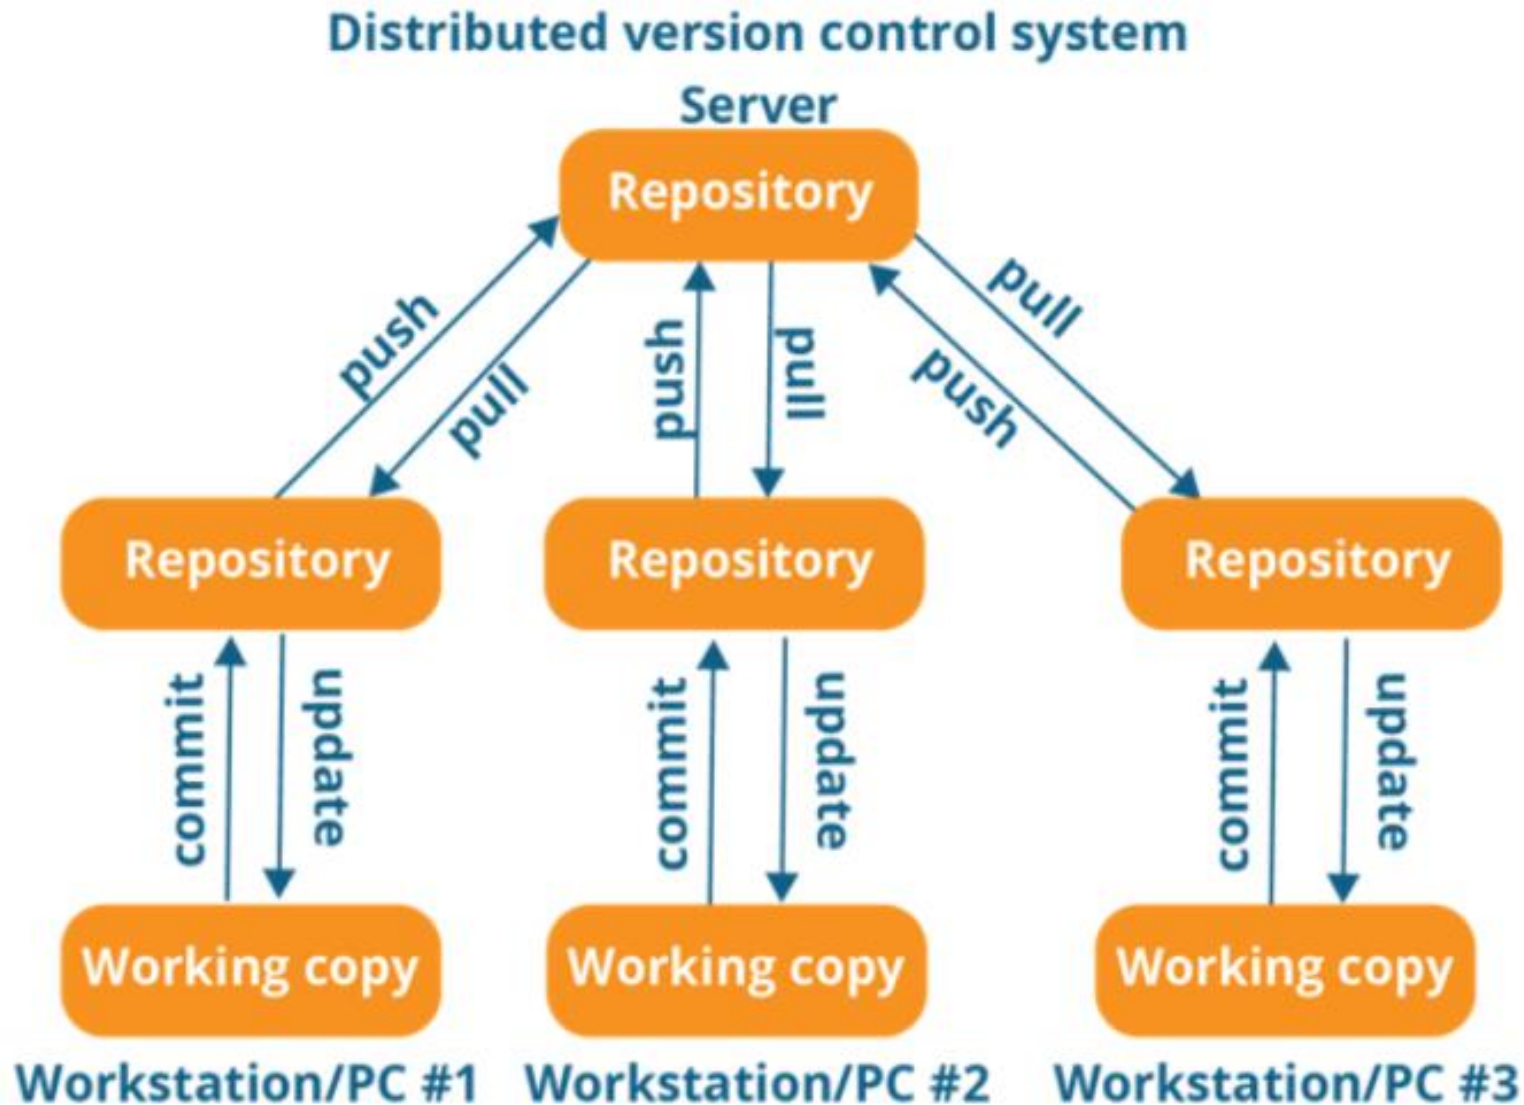 Distributed version control system
Server
Repository
push
pull
push
pull
push
pull
Repository
Repository
Repository
commit
update
commit
update
commit
update
Working copy
Working copy
Working copy
Workstation/PC #1
Workstation/PC #2
Workstation/PC #3